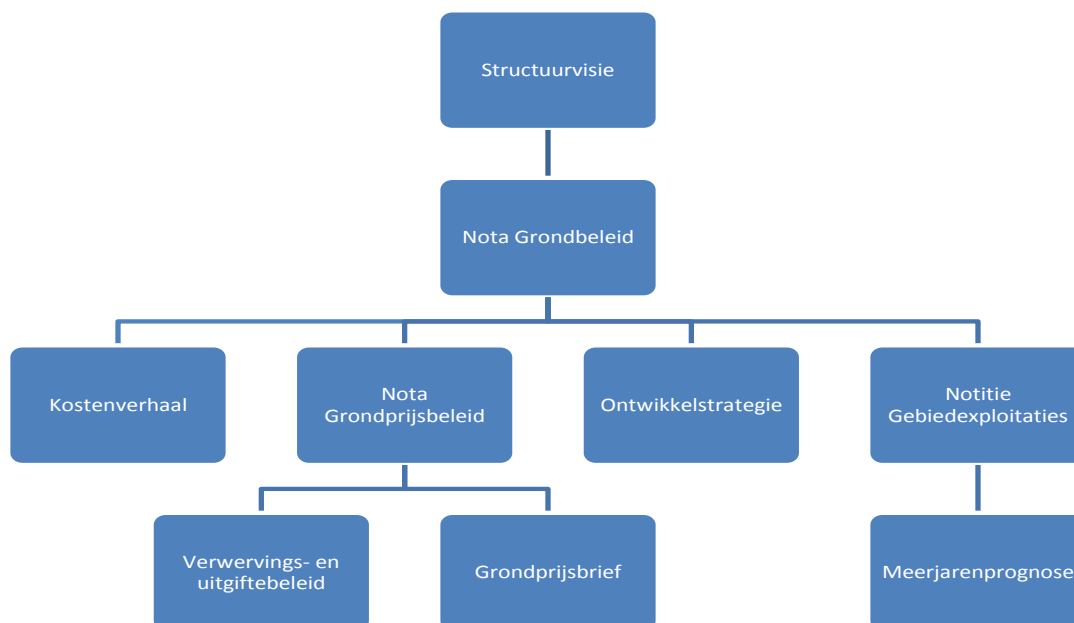 Structuurvisie
Nota Grondbeleid
Kostenverhaal
Nota
Grondprijsbeleid
Ontwikkelstrategie
Notitie
Gebiedexploitaties
Verwervings- en
uitgiftebeleid
Grondprijsbrief
Meerjarenprognose